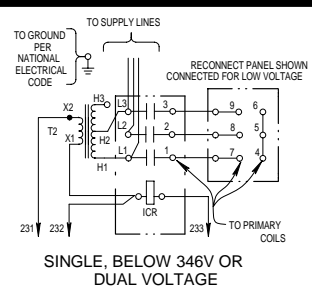 TO SUPPLY LINES
TO GROUND
PER
NATIONAL
ELECTRICAL
CODE
RECONNECT PANEL SHOWN
CONNECTED FOR LOW VOLTAGE
H3
X2
L3
3
9
6
T2
H2
L2
2
8
5
X1
L1
1
7
4
H1
ICR
231
232
233
TO PRIMARY
COILS
SINGLE, BELOW 346V OR
DUAL VOLTAGE